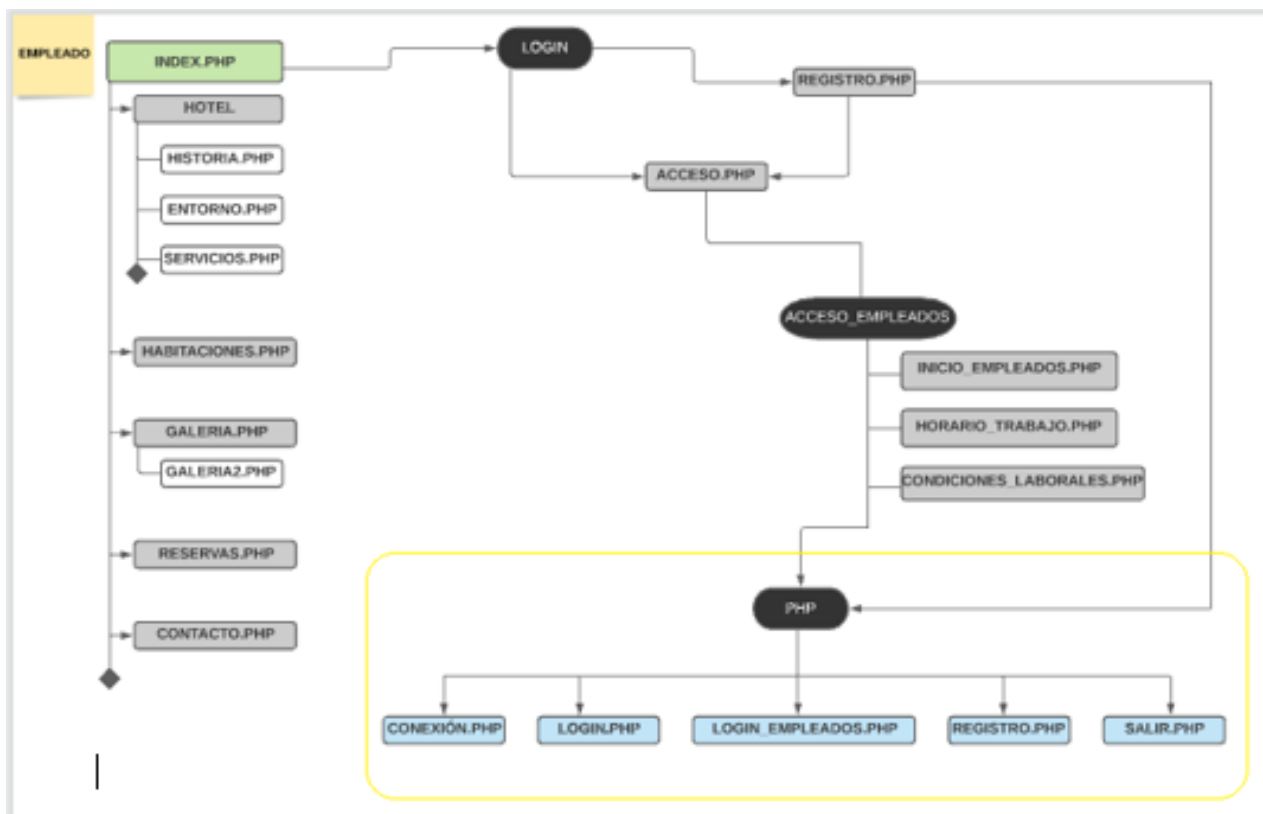 EMPLEADO
INDEX.PHP
HOTEL
HISTORIA.PHP
ENTORNO.PHP
SERVICIOS.PHP
HABITACIONES.PHP
GALERIA.PHP
GALERIA2.PHP
RESERVAS.PHP
CONTACTO.PHP
LOGIN
REGISTRO.PHP
ACCESO.PHP
ACCESO_EMPLEADOS
INICIO_EMPLEADOS.PHP
HORARIO_TRABAJO.PHP
CONDICIONES_LABORALES.PHP
PHP
CONEXIÓN.PHP
LOGIN.PHP
LOGIN_EMPLEADOS.PHP
REGISTRO.PHP
SALIR.PHP